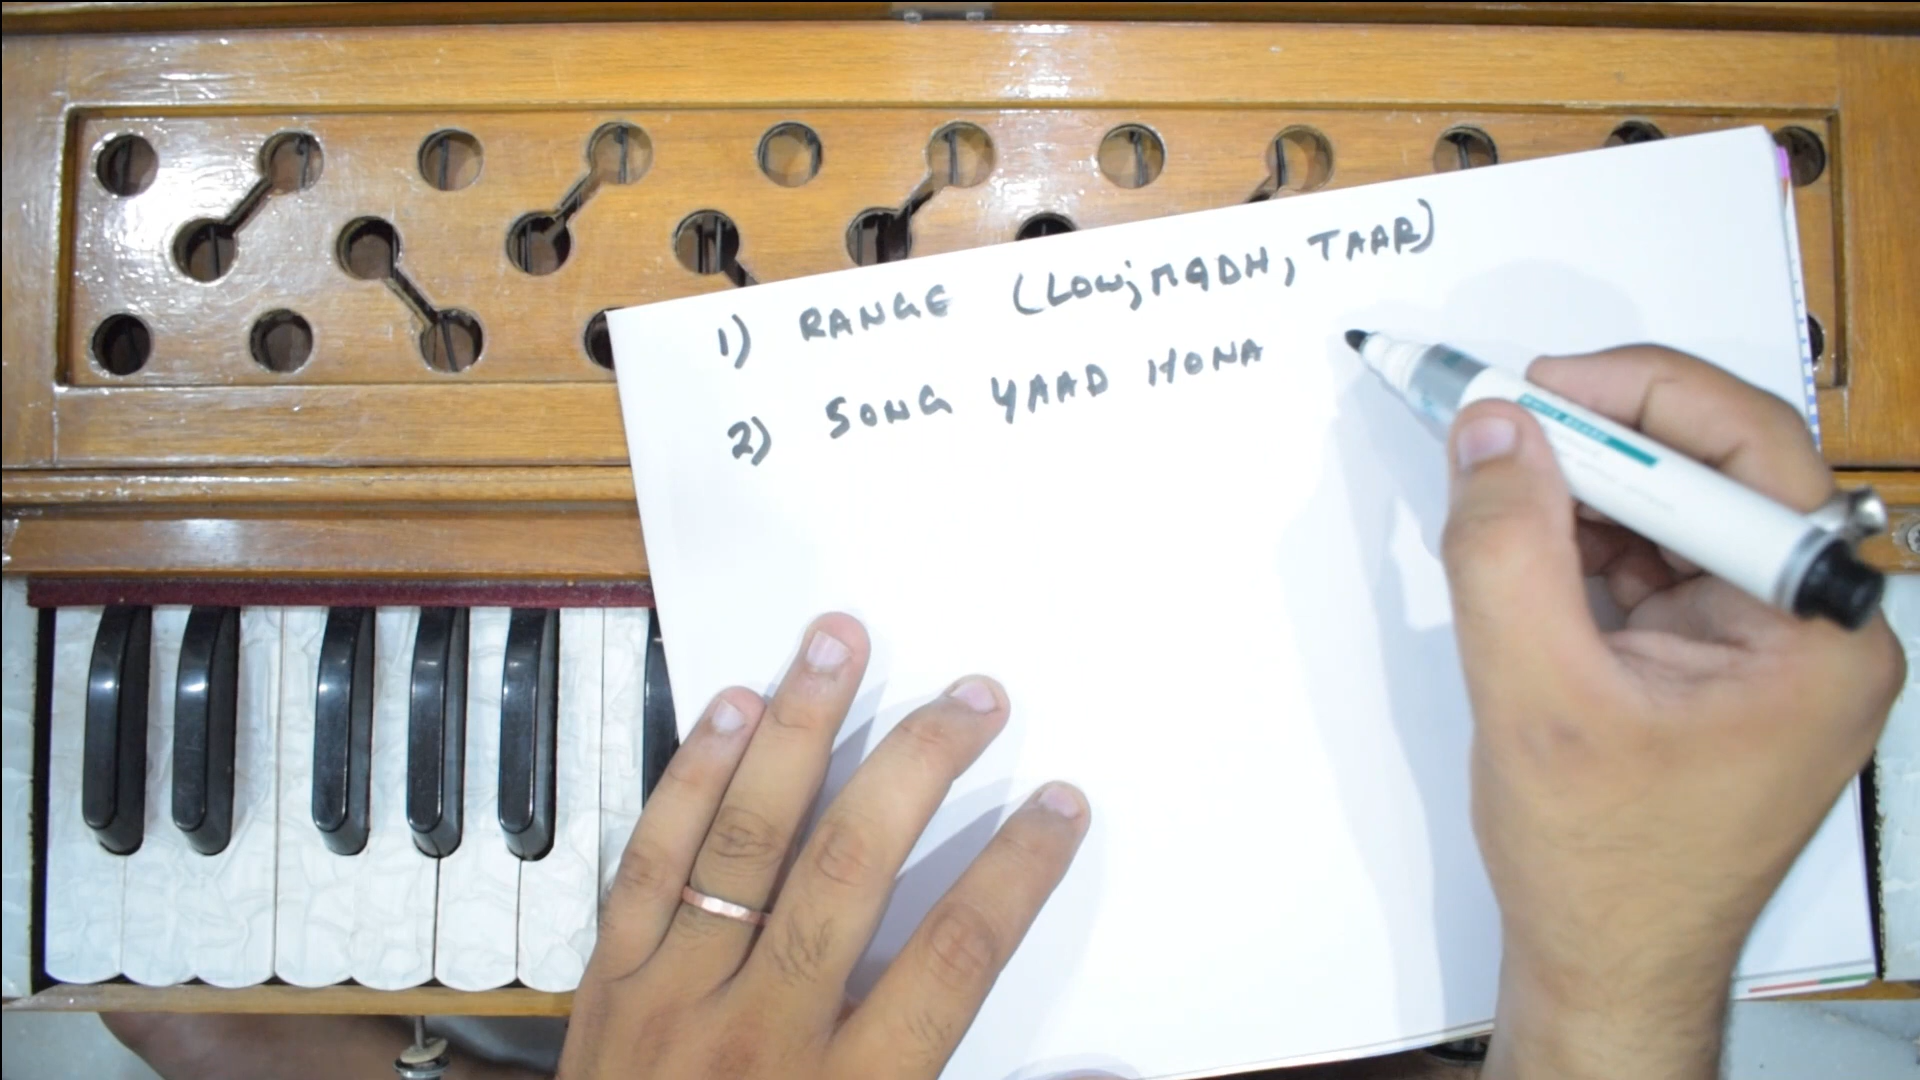 1) RANGE (LOW, MADH, TAAR)
2) SONG YAAD HONA